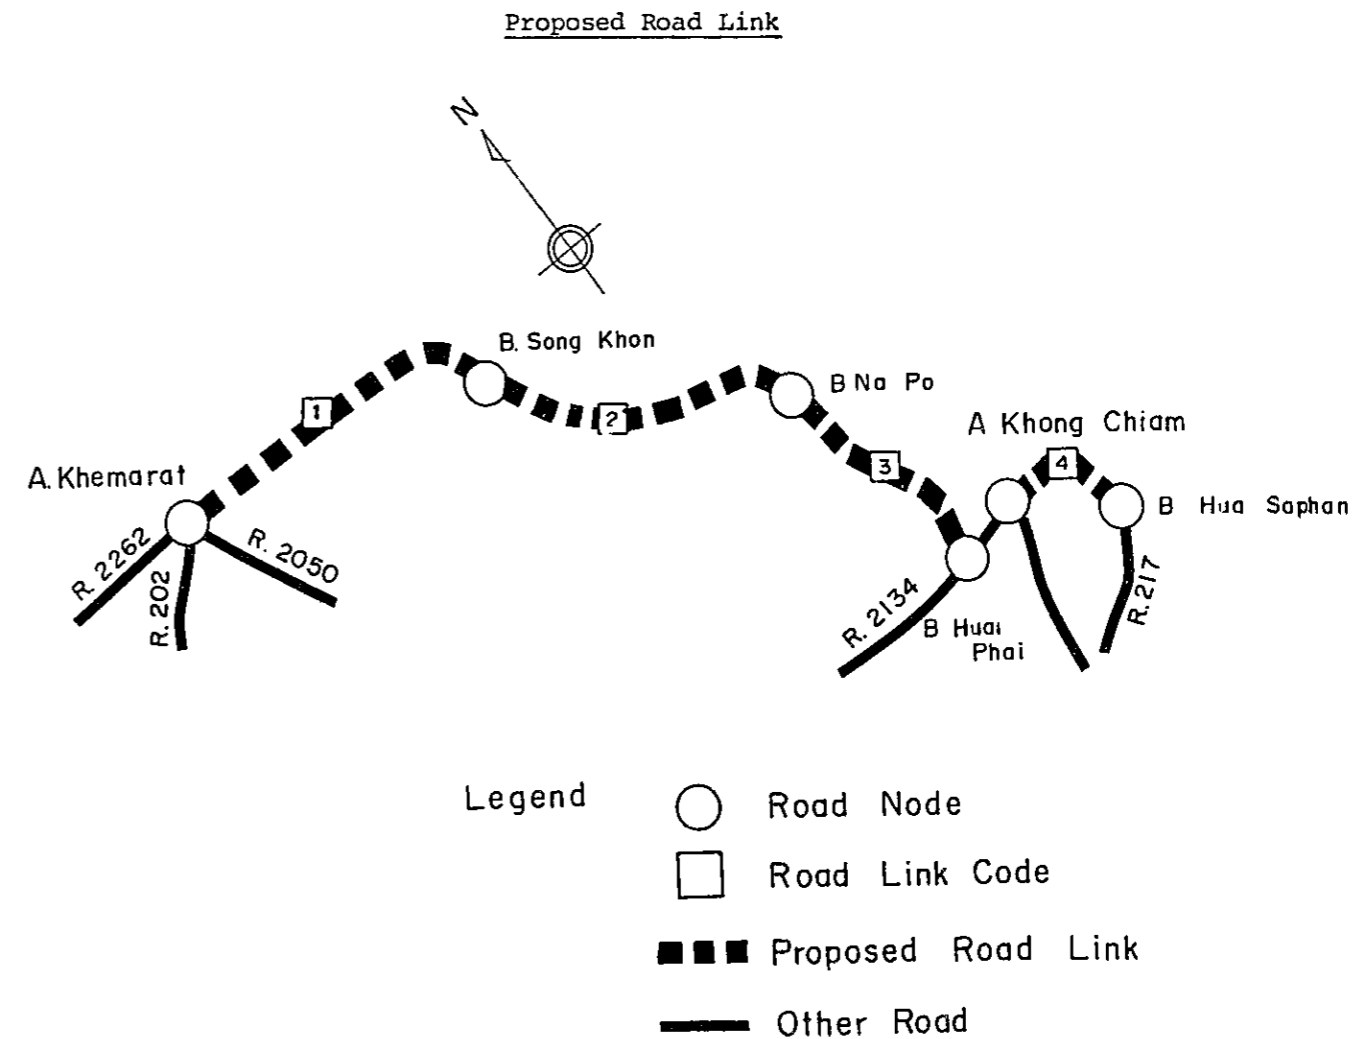 Proposed Road Link
N
B. Song Khon
B Na Po
A Khong Chiam
1
2
3
4
A. Khemarat
B Hua Saphan
R 2262
R. 202
R. 2050
R. 2134
B Huai
Phai
R. 217
Legend
Road Node
Road Link Code
Proposed Road Link
Other Road